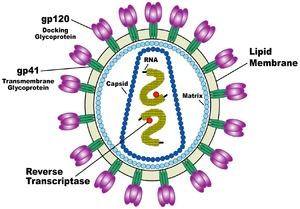 gp120
Docking
Glycoprotein
gp41
Transmembrane
Glycoprotein
RNA
Capsid
Lipid
Membrane
Matrix
Reverse
Transcriptase